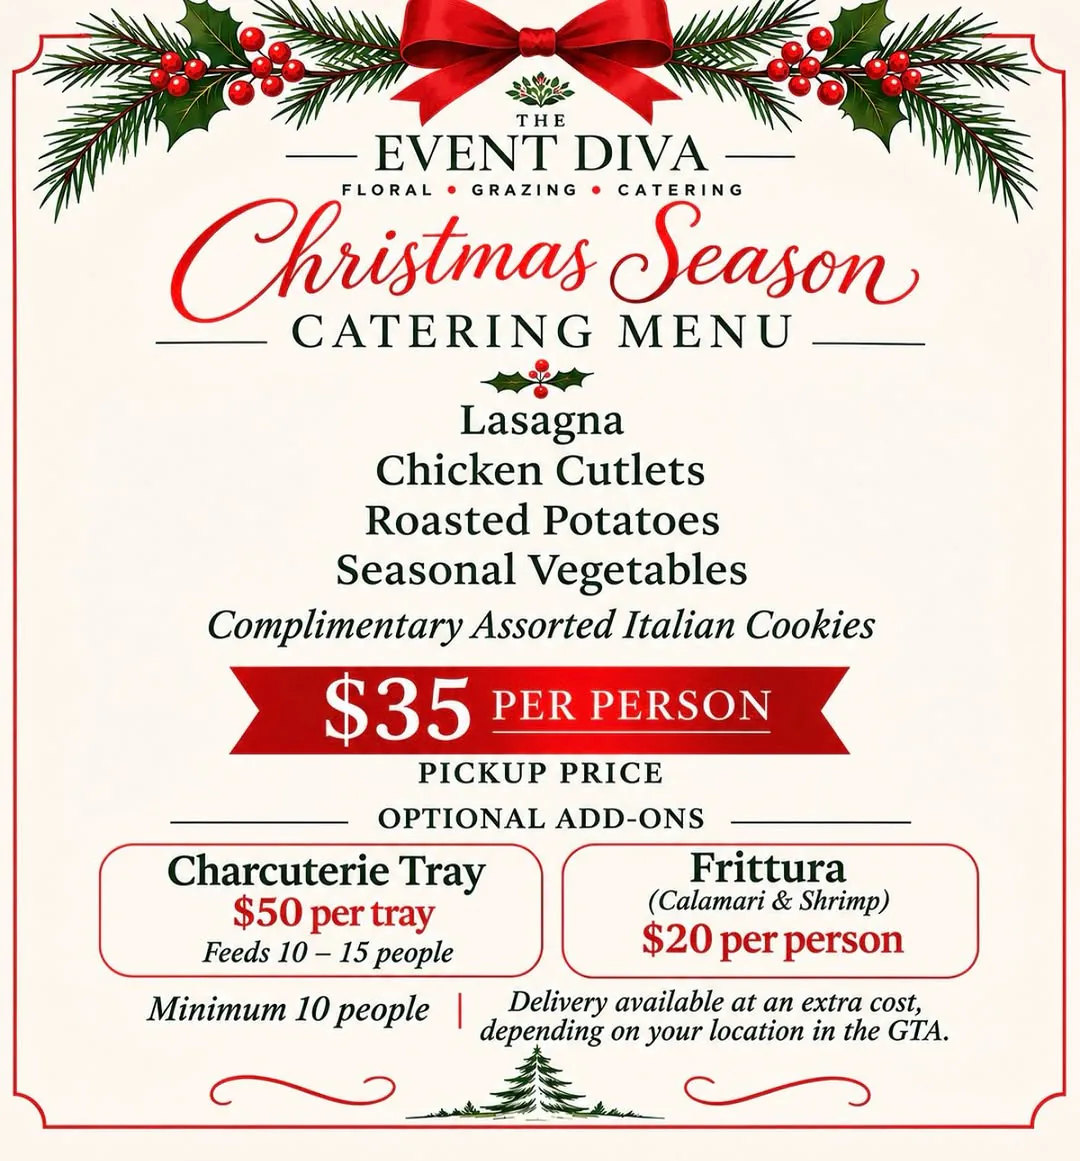 THE
EVENT DIVA
FLORAL • GRAZING • CATERING
Christmas Season
CATERING MENU
Lasagna
Chicken Cutlets
Roasted Potatoes
Seasonal Vegetables
Complimentary Assorted Italian Cookies
$35 PER PERSON
PICKUP PRICE
OPTIONAL ADD-ONS
Charcuterie Tray
$50 per tray
Feeds 10 – 15 people
Frittura
(Calamari & Shrimp)
$20 per person
Minimum 10 people
Delivery available at an extra cost,
depending on your location in the GTA.